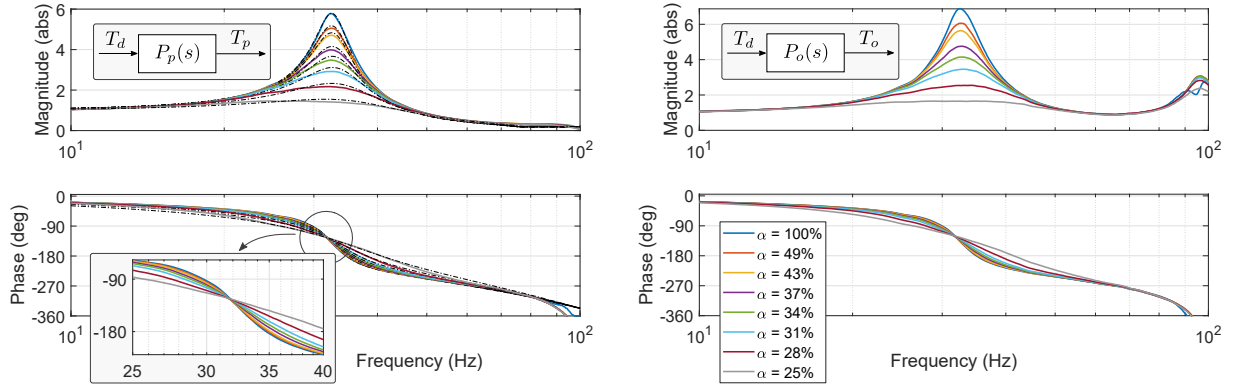 Magnitude (abs)
6
4
2
0
T_d
P_p(s)
T_p
10^1
10^2
Phase (deg)
0
-90
-180
-270
-360
10^1
10^2
-90
-180
25
30
35
40
Frequency (Hz)
Magnitude (abs)
6
4
2
0
T_d
P_o(s)
T_o
10^1
10^2
Phase (deg)
0
-90
-180
-270
-360
10^1
10^2
α = 100%
α = 49%
α = 43%
α = 37%
α = 34%
α = 31%
α = 28%
α = 25%
Frequency (Hz)